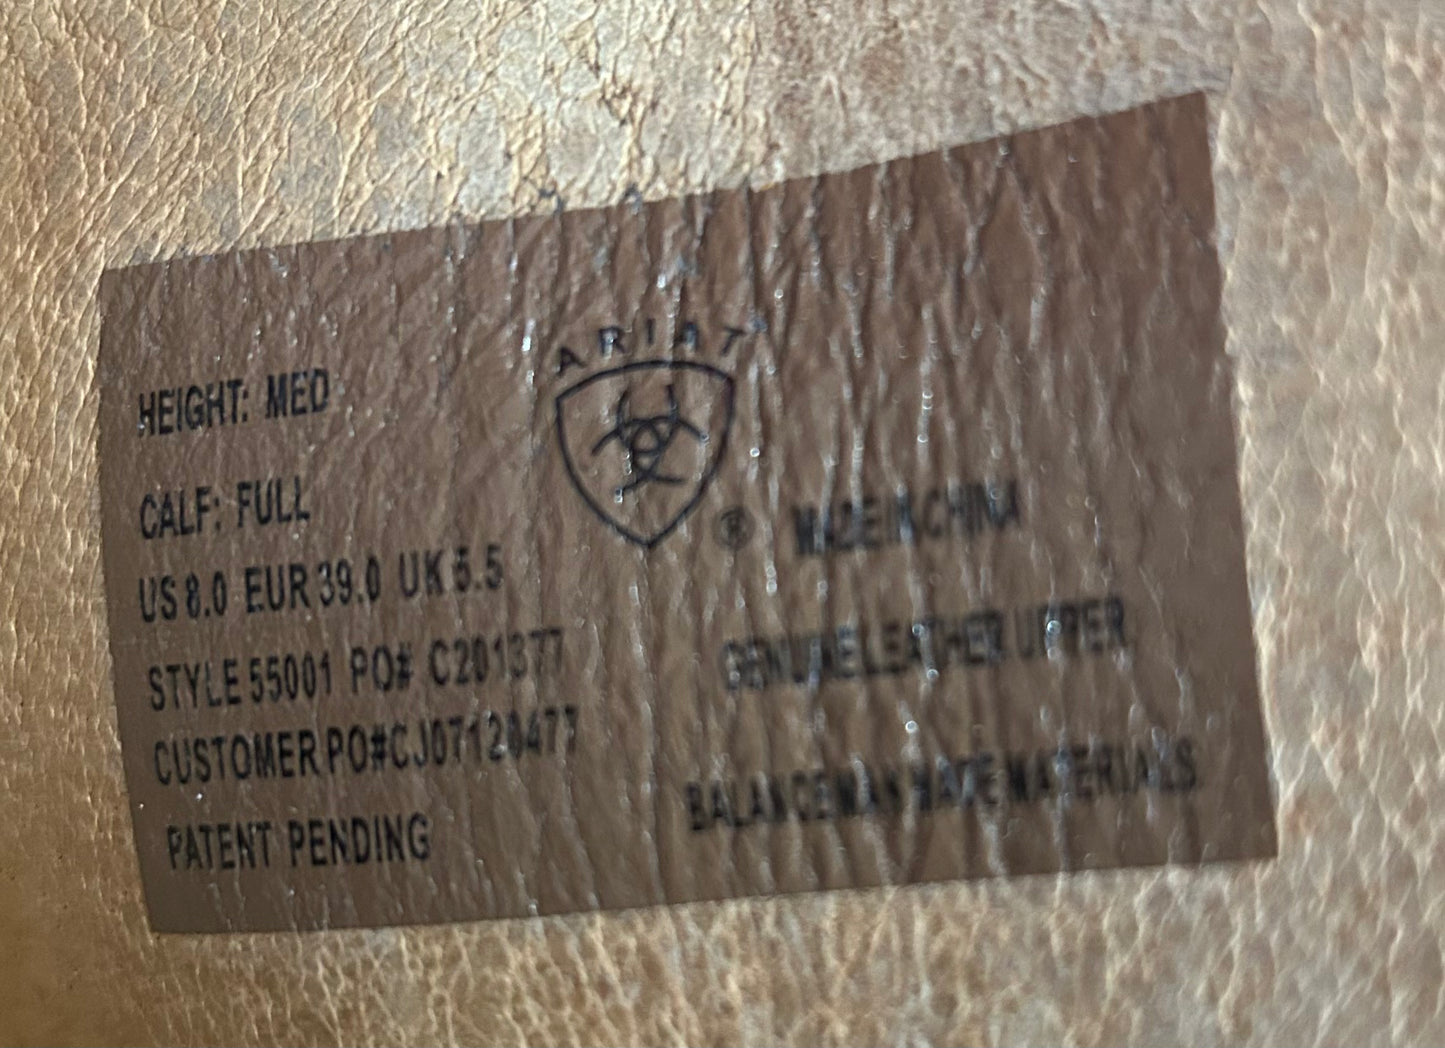 ARIAT
HEIGHT: MED
CALF: FULL
US 8.0 EUR 39.0 UK 5.5
STYLE 55001 PO# C201377
CUSTOMER PO#CJ07120477
PATENT PENDING
®
MADE IN CHINA
GENUINE LEATHER UPPER
BALANCE MAN MADE MATERIALS